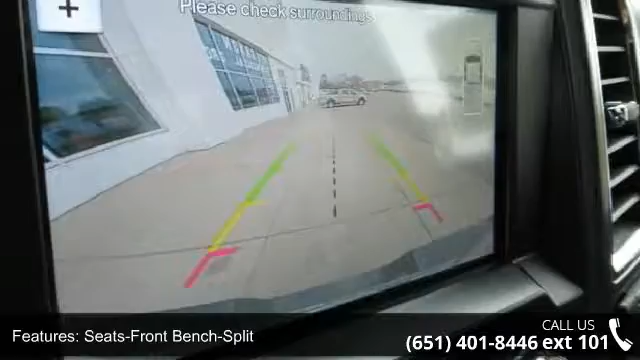 +
Please check surroundings
Features: Seats-Front Bench-Split
CALL US
(651) 401-8446 ext 101